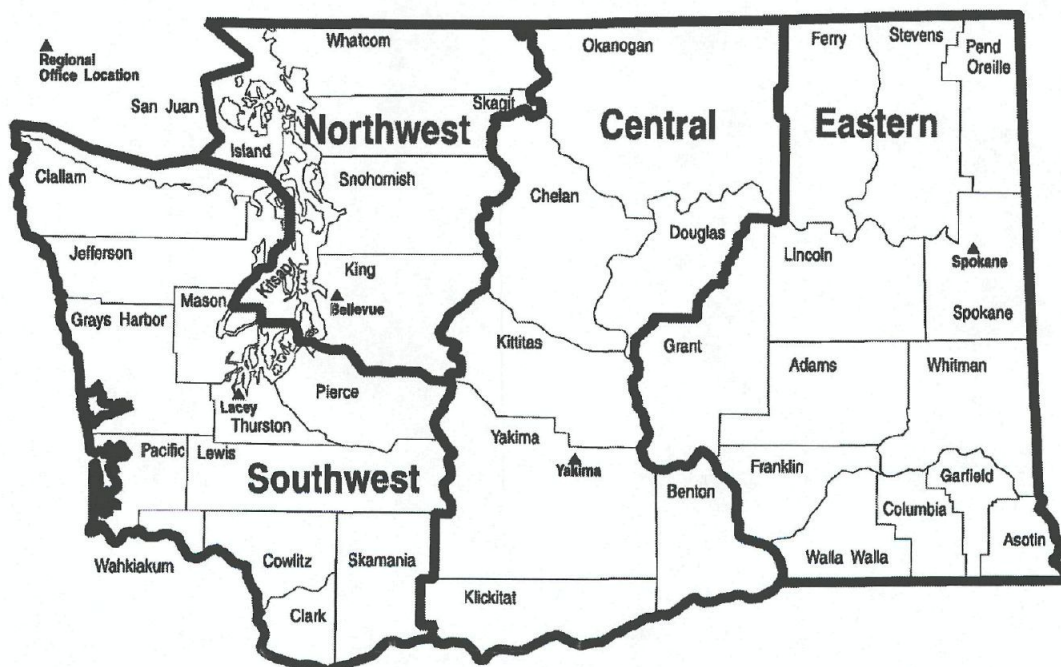 Regional
Office Location
San Juan
Whatcom
Skagit
Northwest
Island
Snohomish
King
Kitsap
Bellevue
Clallam
Jefferson
Mason
Grays Harbor
Pierce
Lacey
Thurston
Pacific
Lewis
Southwest
Wahkiakum
Cowlitz
Skamania
Clark
Okanogan
Central
Chelan
Douglas
Kittitas
Yakima
Yakima
Benton
Klickitat
Ferry
Stevens
Pend
Oreille
Eastern
Lincoln
Spokane
Spokane
Grant
Adams
Whitman
Franklin
Garfield
Columbia
Walla Walla
Asotin